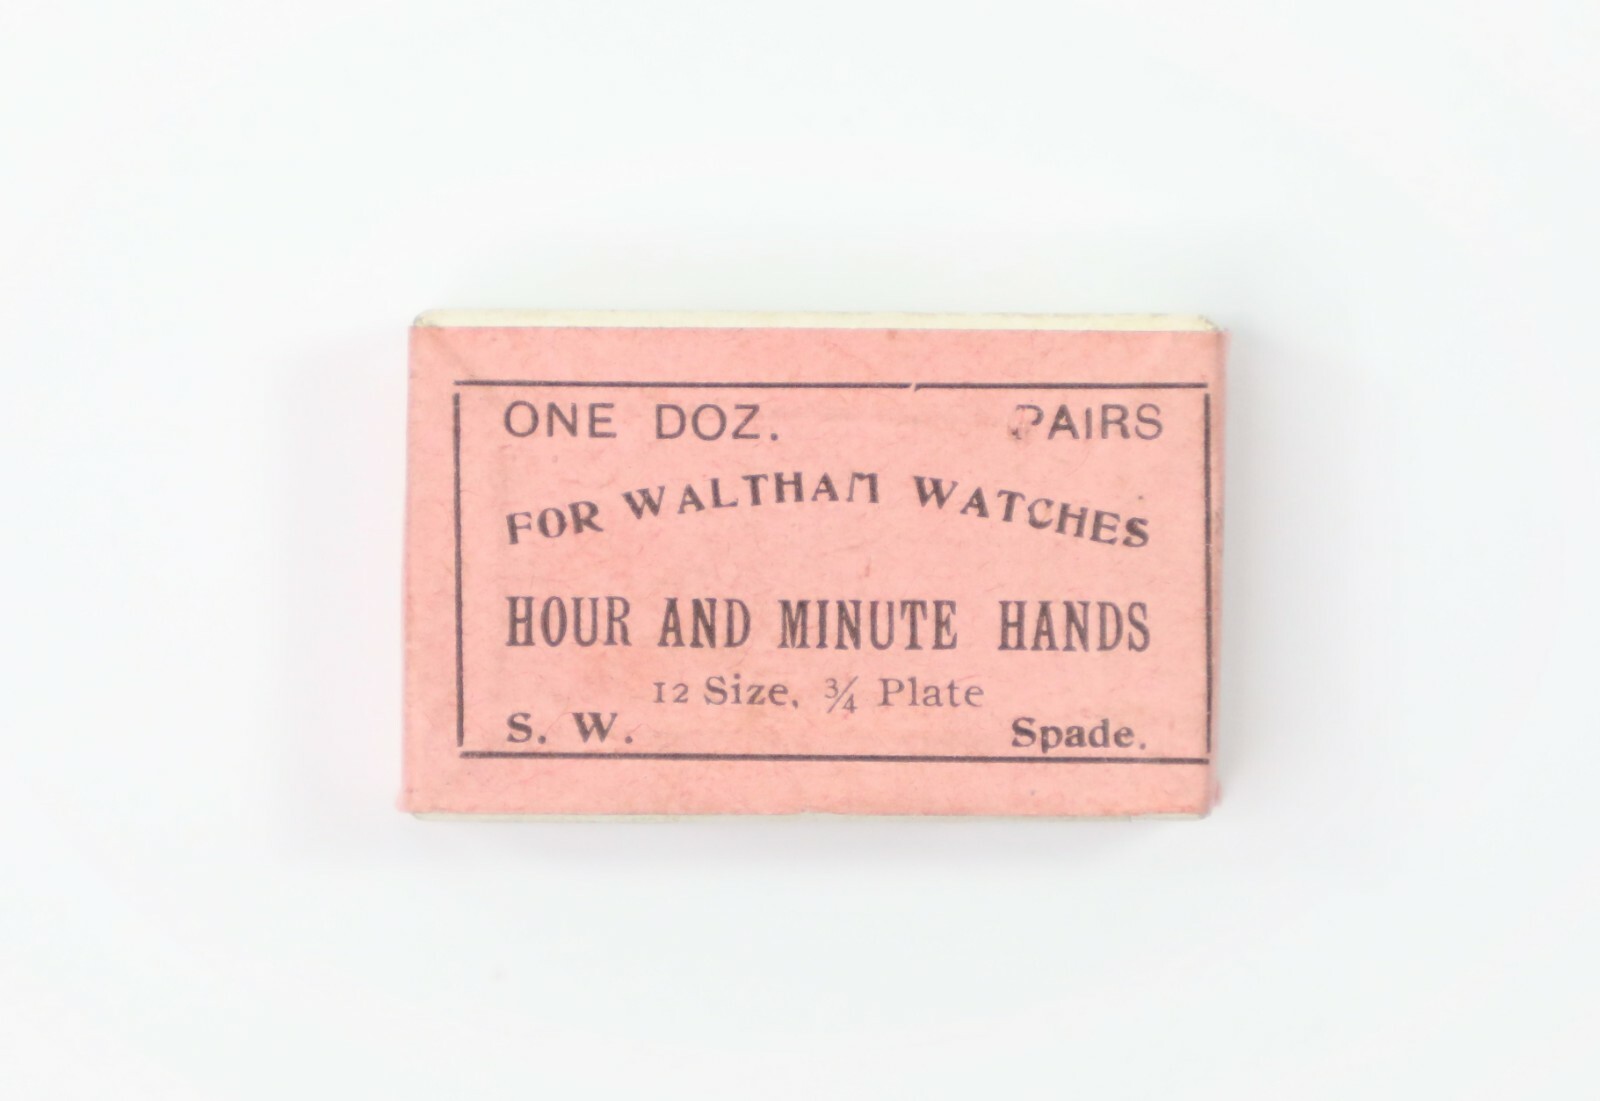 ONE DOZ. PAIRS
FOR WALTHAM WATCHES
HOUR AND MINUTE HANDS
12 Size, ¾ Plate
S. W. Spade.